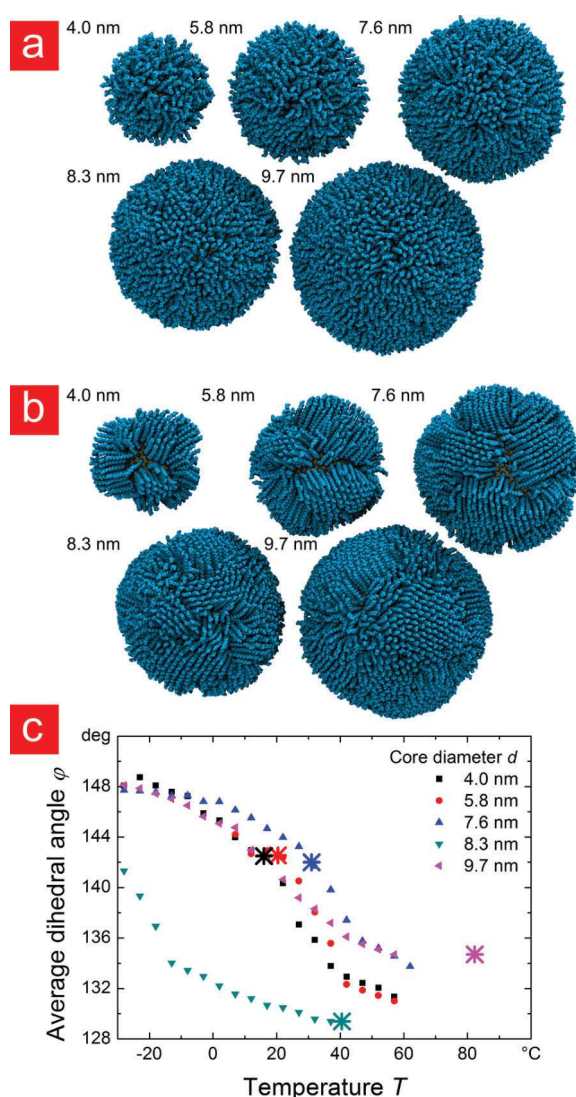 a
4.0 nm 5.8 nm 7.6 nm
8.3 nm 9.7 nm
b
4.0 nm 5.8 nm 7.6 nm
8.3 nm 9.7 nm
c
deg
148
144
140
136
132
128
Average dihedral angle φ
Core diameter d
4.0 nm
5.8 nm
7.6 nm
8.3 nm
9.7 nm
-20 0 20 40 60 80 °C
Temperature T